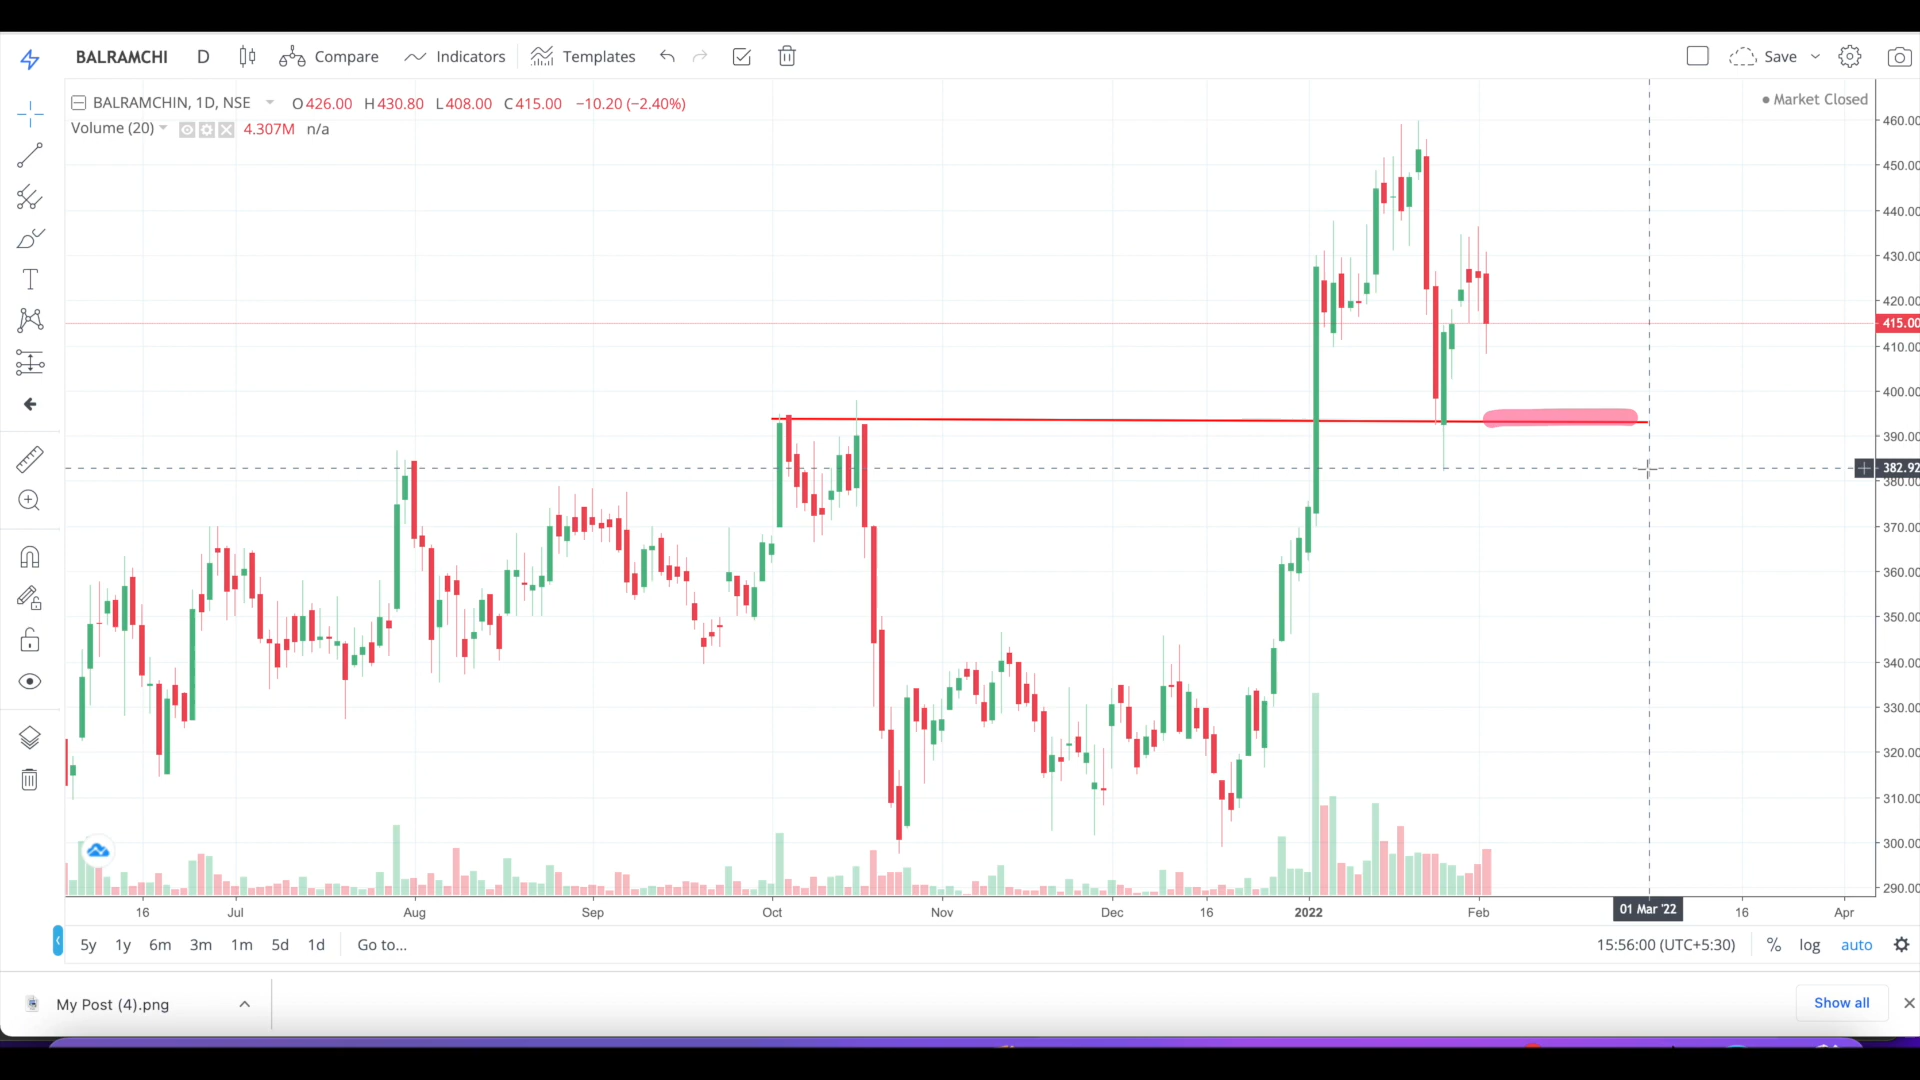 BALRAMCHI D Compare Indicators Templates Save
BALRAMCHIN, 1D, NSE O426.00 H430.80 L408.00 C415.00 −10.20 (−2.40%)
Market Closed
Volume (20) 4.307M n/a
460.00
450.00
440.00
430.00
420.00
415.00
410.00
400.00
390.00
382.92
380.00
370.00
360.00
350.00
340.00
330.00
320.00
310.00
300.00
290.00
16 Jul Aug Sep Oct Nov Dec 16 2022 Feb 01 Mar '22 16 Apr
5y 1y 6m 3m 1m 5d 1d Go to... 15:56:00 (UTC+5:30) % log auto
My Post (4).png Show all